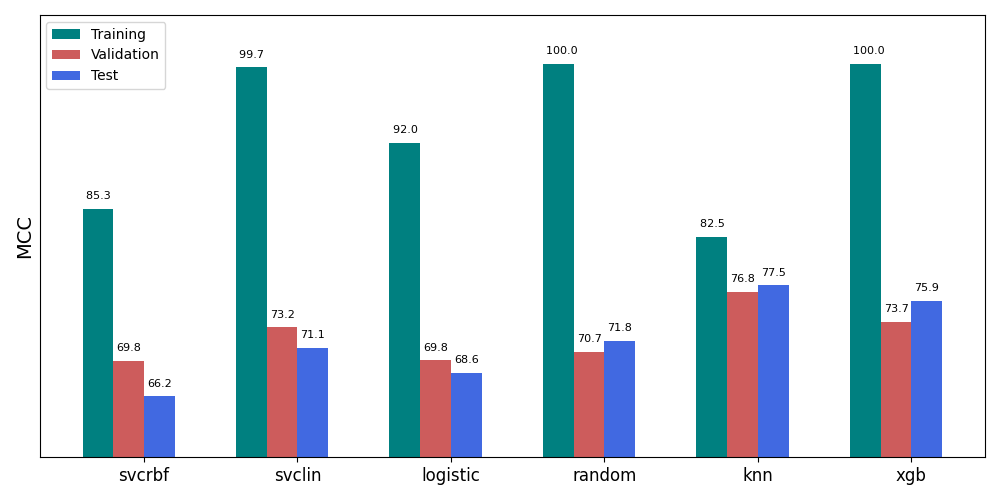 Training
Validation
Test
MCC
85.3
69.8
66.2
99.7
73.2
71.1
92.0
69.8
68.6
100.0
70.7
71.8
82.5
76.8
77.5
100.0
73.7
75.9
svcrbf
svclin
logistic
random
knn
xgb